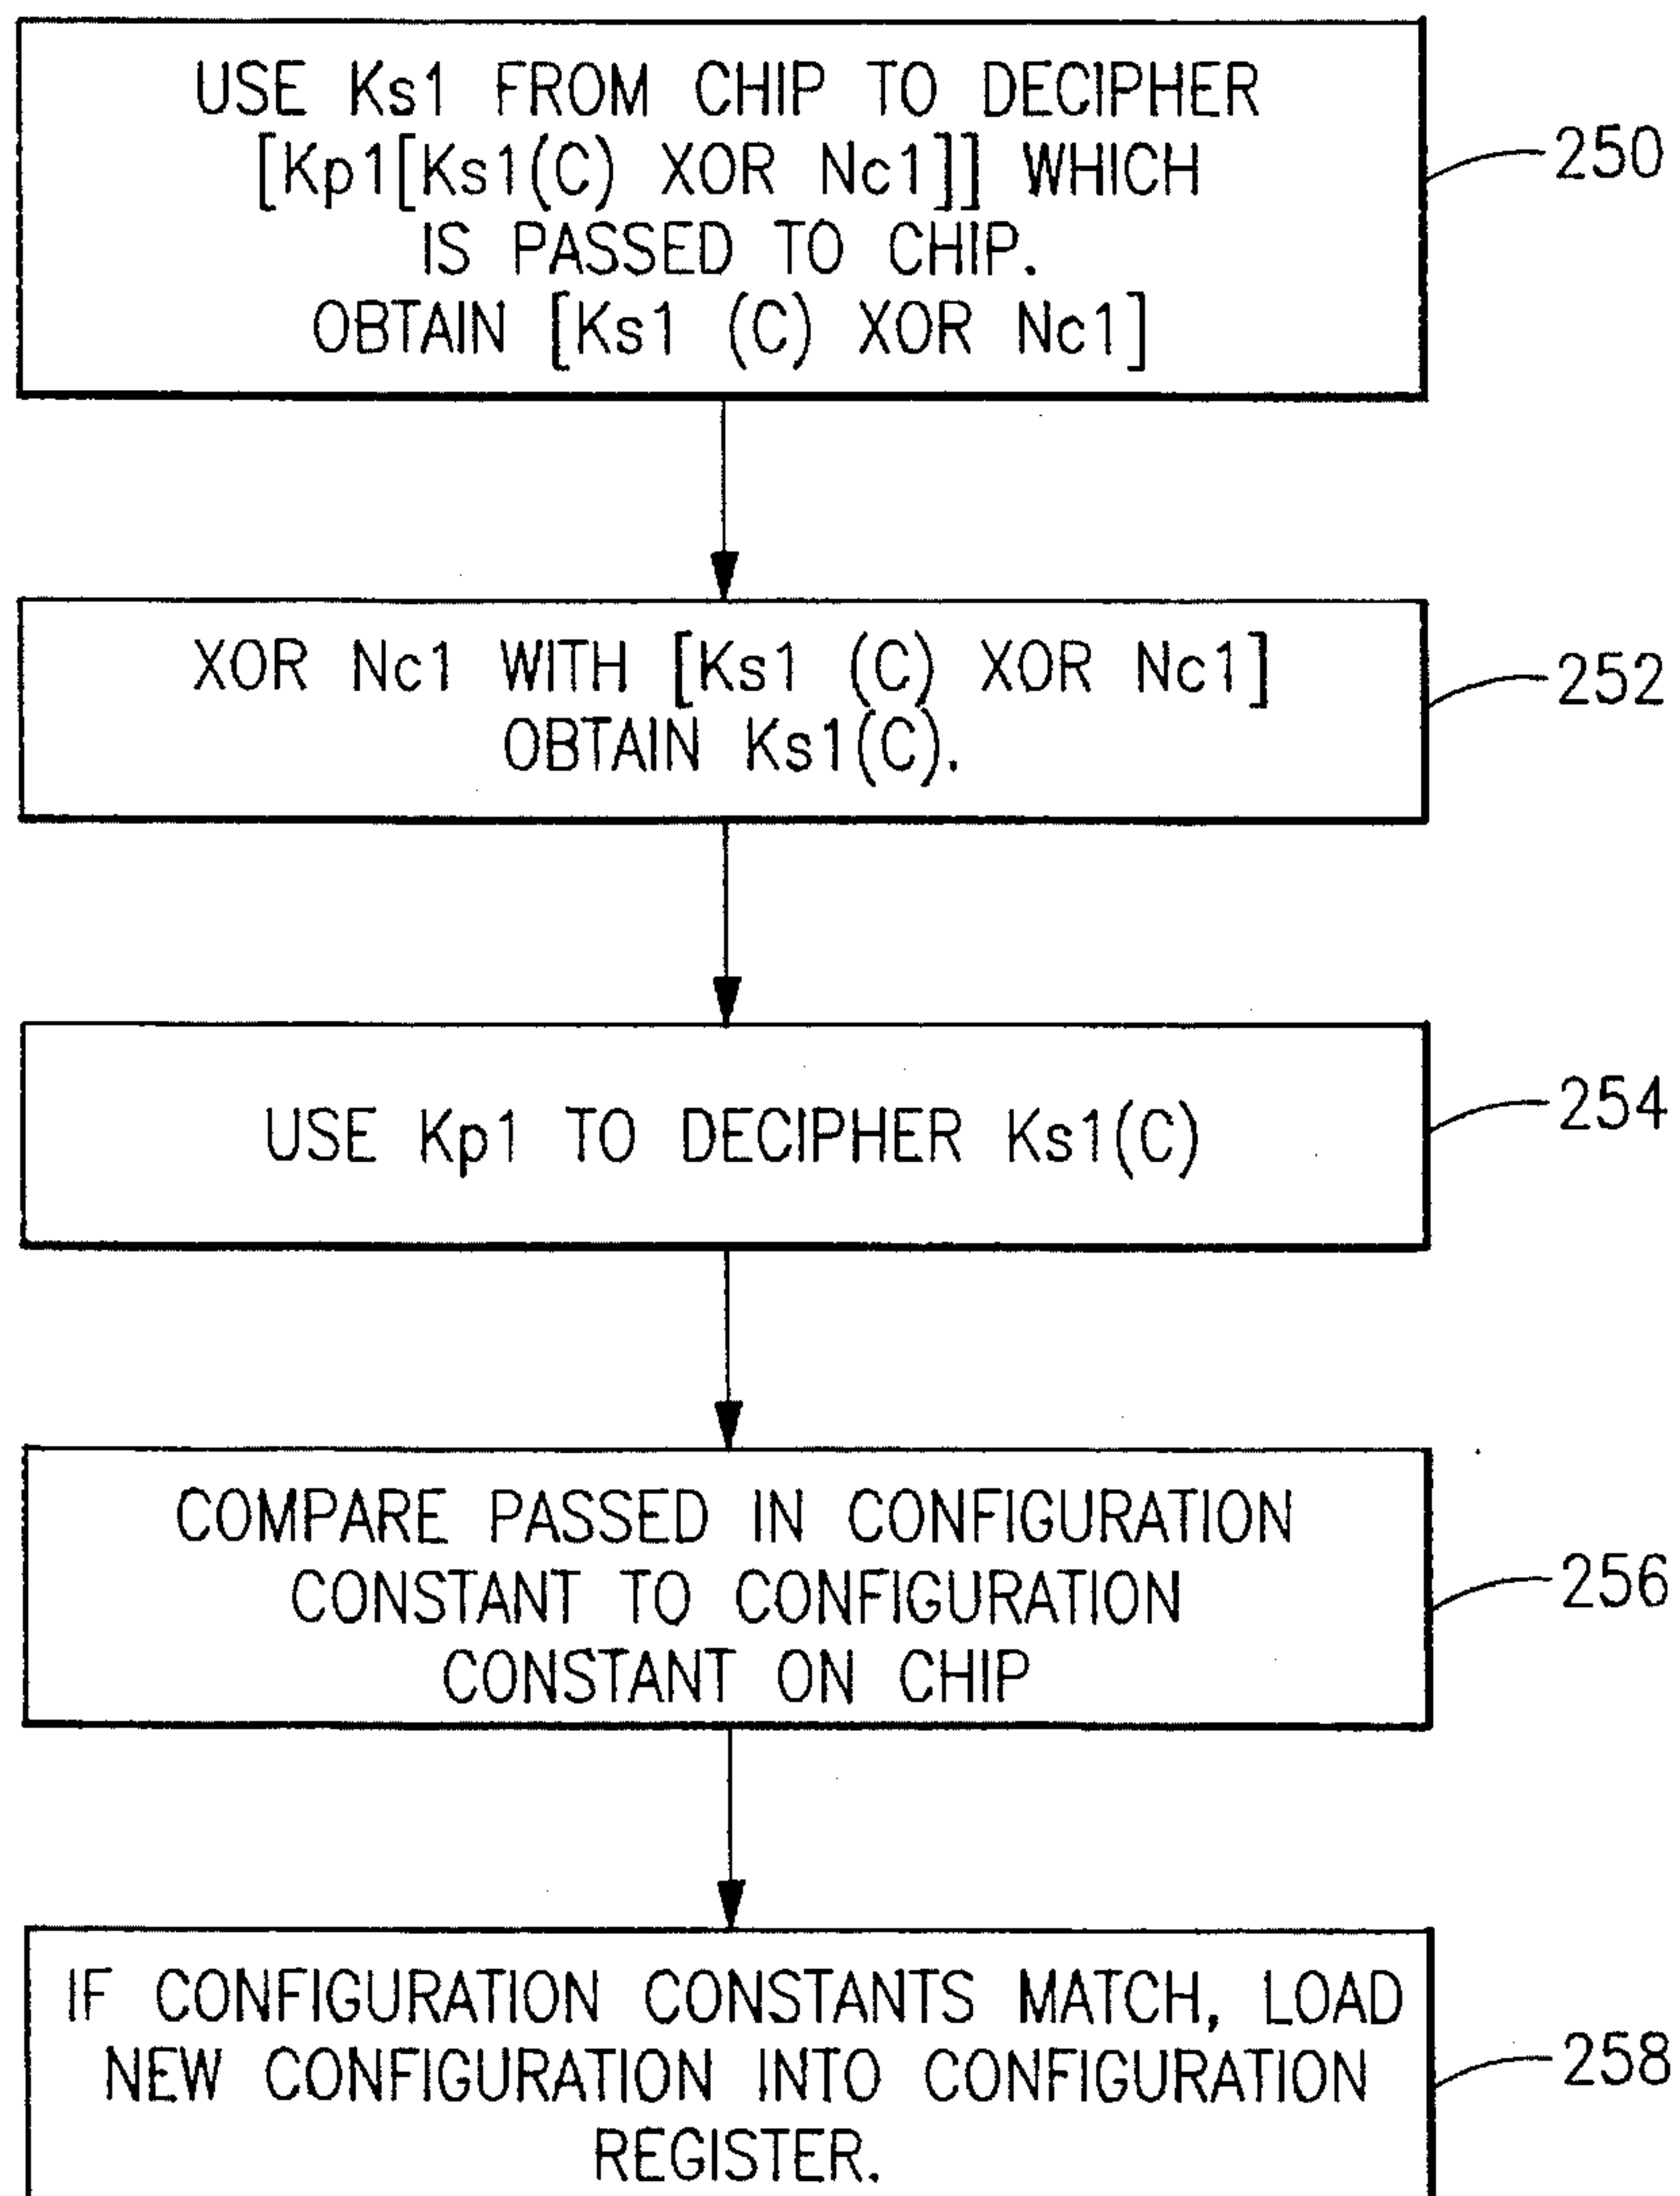 USE Ks1 FROM CHIP TO DECIPHER
[Kp1[Ks1(C) XOR Nc1]] WHICH
IS PASSED TO CHIP.
OBTAIN [Ks1 (C) XOR Nc1]
250
XOR Nc1 WITH [Ks1 (C) XOR Nc1]
OBTAIN Ks1(C).
252
USE Kp1 TO DECIPHER Ks1(C)
254
COMPARE PASSED IN CONFIGURATION
CONSTANT TO CONFIGURATION
CONSTANT ON CHIP
256
IF CONFIGURATION CONSTANTS MATCH, LOAD
NEW CONFIGURATION INTO CONFIGURATION
REGISTER.
258